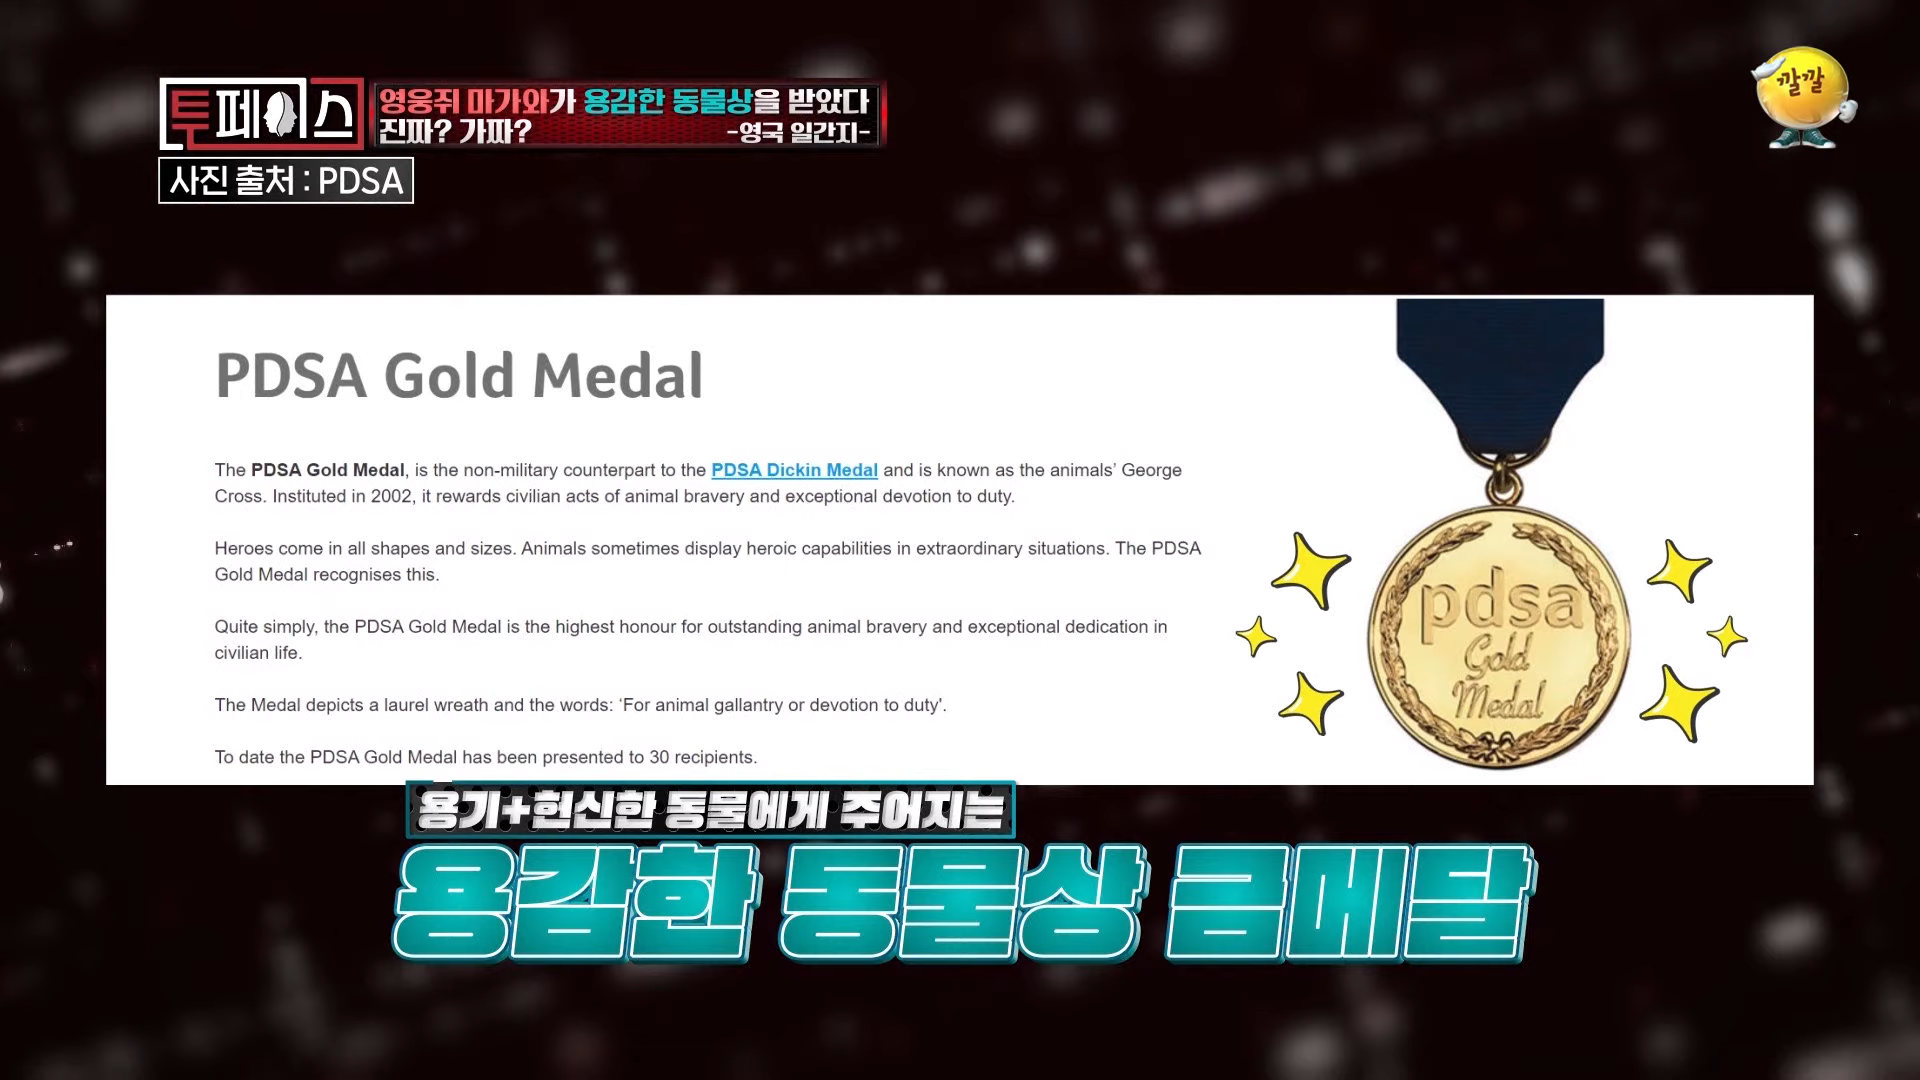 투페이스
영웅쥐 마가와가 용감한 동물상을 받았다
진짜? 가짜? -영국 일간지-
깔깔
사진 출처 : PDSA
PDSA Gold Medal
The PDSA Gold Medal, is the non-military counterpart to the PDSA Dickin Medal and is known as the animals’ George
Cross. Instituted in 2002, it rewards civilian acts of animal bravery and exceptional devotion to duty.
Heroes come in all shapes and sizes. Animals sometimes display heroic capabilities in extraordinary situations. The PDSA
Gold Medal recognises this.
Quite simply, the PDSA Gold Medal is the highest honour for outstanding animal bravery and exceptional dedication in
civilian life.
The Medal depicts a laurel wreath and the words: ‘For animal gallantry or devotion to duty'.
To date the PDSA Gold Medal has been presented to 30 recipients.
pdsa
Gold
Medal
용기+헌신한 동물에게 주어지는
용감한 동물상 금메달